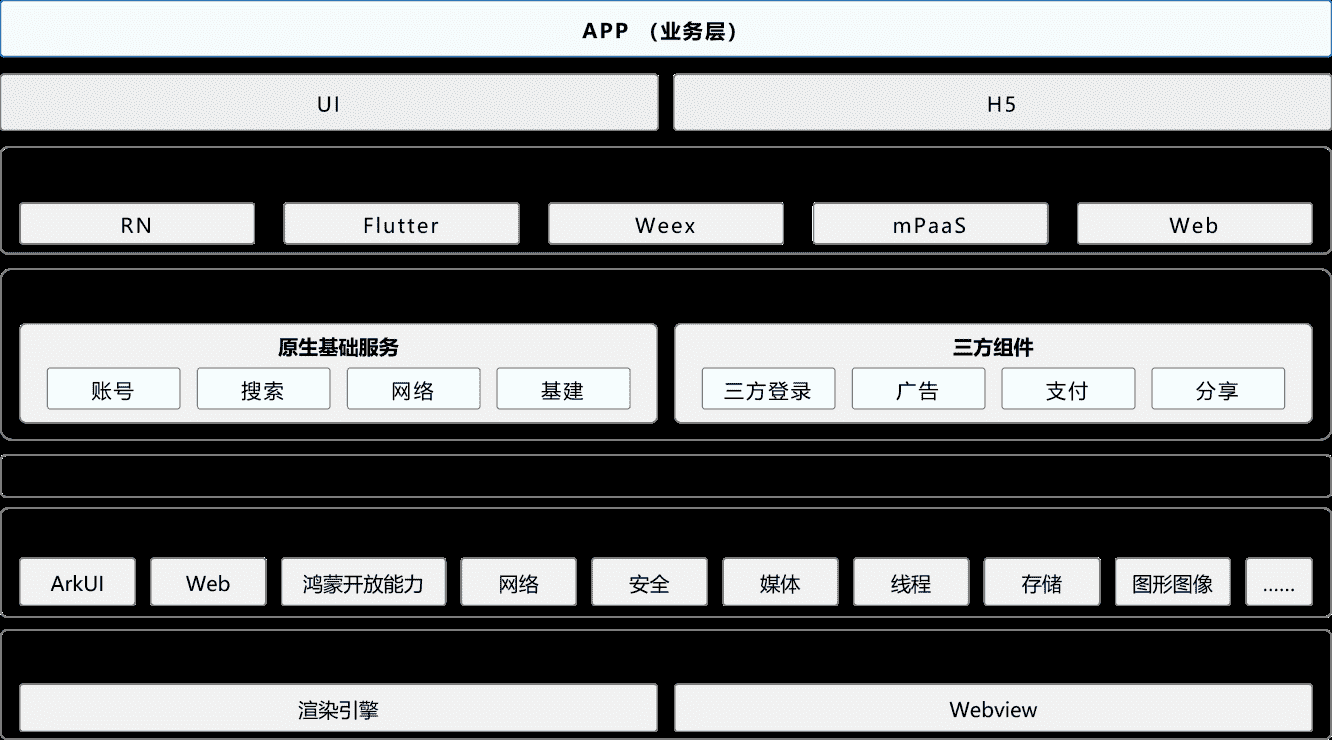 APP （业务层）
UI
H5
RN
Flutter
Weex
mPaaS
Web
原生基础服务
账号
搜索
网络
基建
三方组件
三方登录
广告
支付
分享
ArkUI
Web
鸿蒙开放能力
网络
安全
媒体
线程
存储
图形图像
......
渲染引擎
Webview